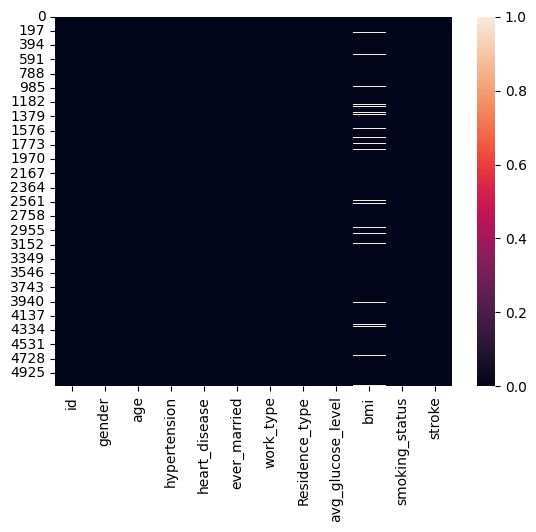 0
197
394
591
788
985
1182
1379
1576
1773
1970
2167
2364
2561
2758
2955
3152
3349
3546
3743
3940
4137
4334
4531
4728
4925
id
gender
age
hypertension
heart_disease
ever_married
work_type
Residence_type
avg_glucose_level
bmi
smoking_status
stroke
1.0
0.8
0.6
0.4
0.2
0.0